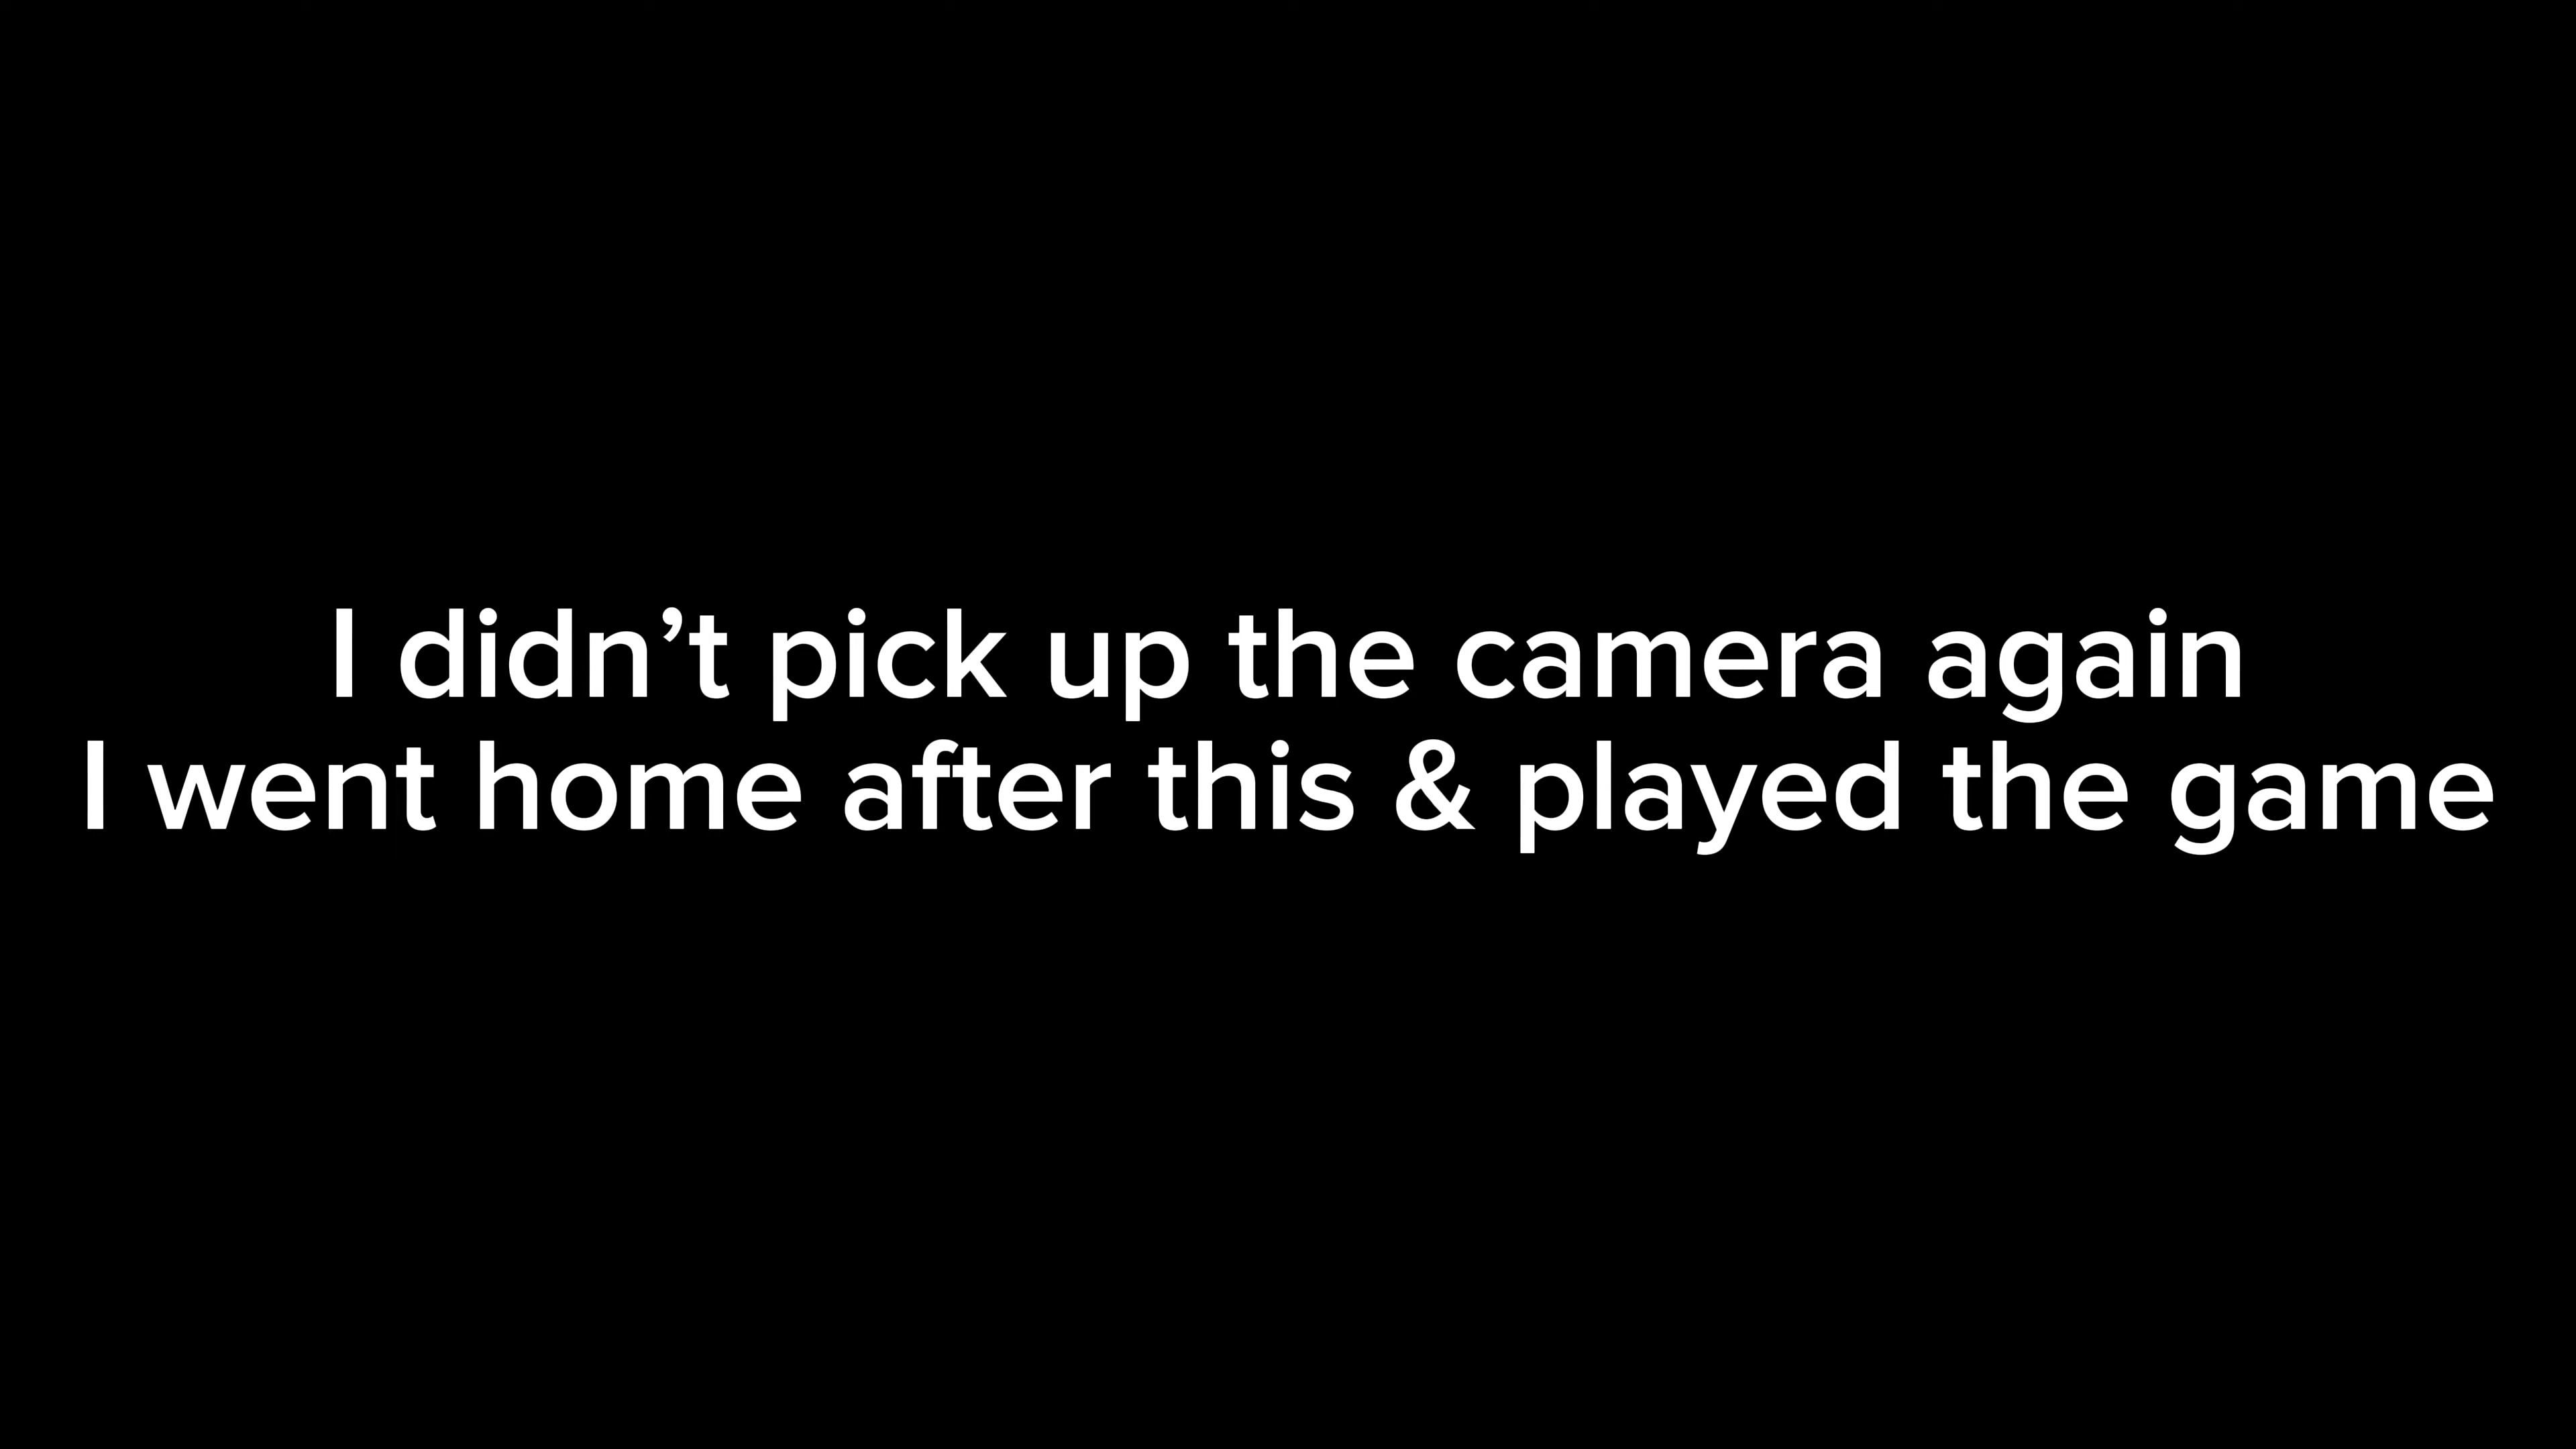 I didn’t pick up the camera again
I went home after this & played the game